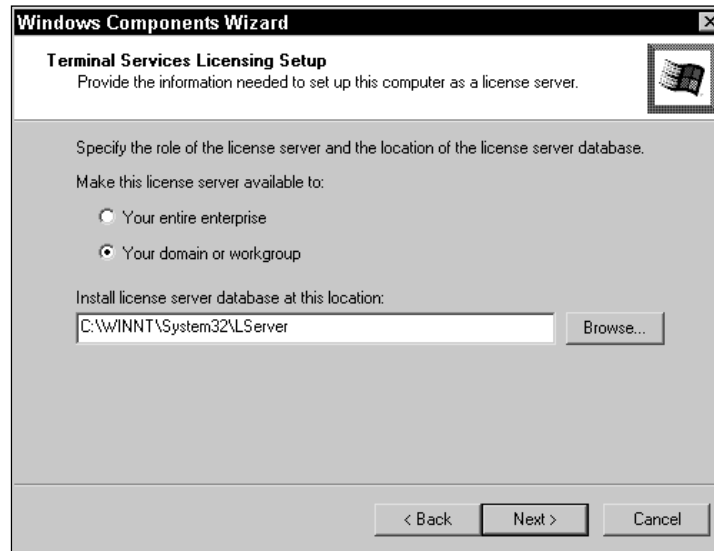 Windows Components Wizard
Terminal Services Licensing Setup
Provide the information needed to set up this computer as a license server.
Specify the role of the license server and the location of the license server database.
Make this license server available to:
Your entire enterprise
Your domain or workgroup
Install license server database at this location:
C:\WINNT\System32\LServer
Browse...
< Back
Next >
Cancel